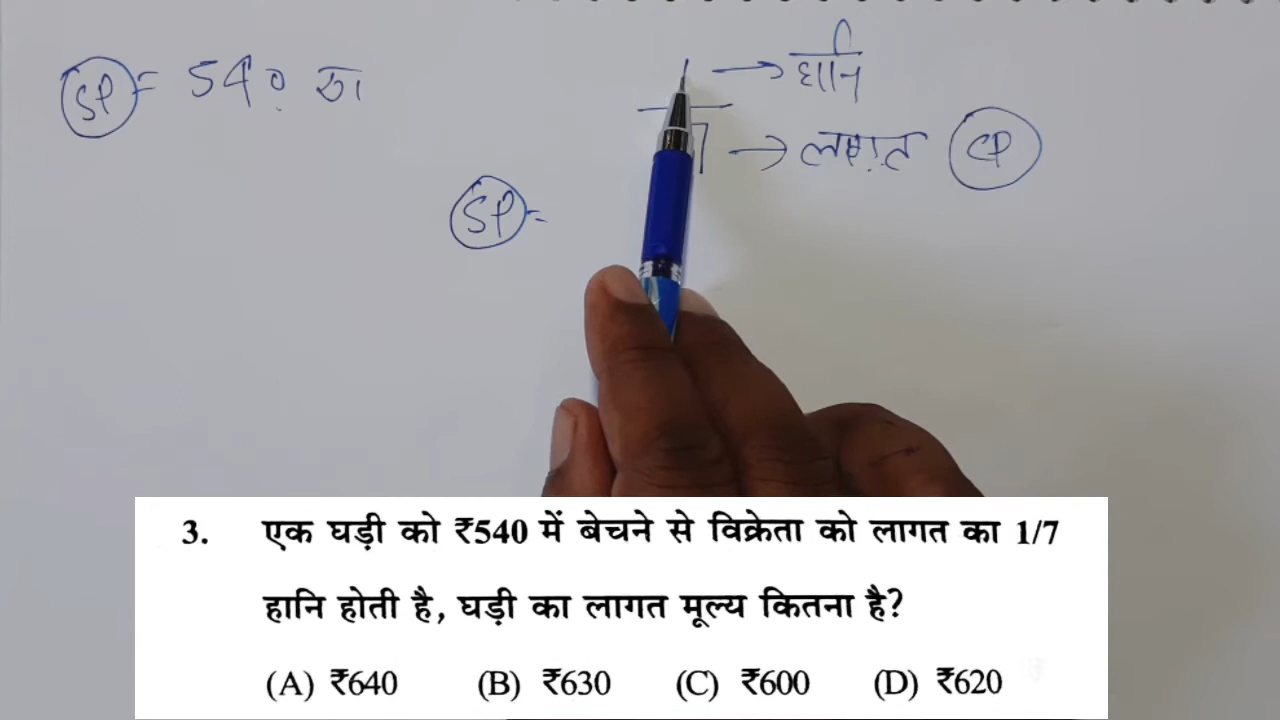 SP = 540 रु
1 → हानि
7 → लागत CP
SP =
3. एक घड़ी को ₹540 में बेचने से विक्रेता को लागत का 1/7
हानि होती है, घड़ी का लागत मूल्य कितना है?
(A) ₹640 (B) ₹630 (C) ₹600 (D) ₹620